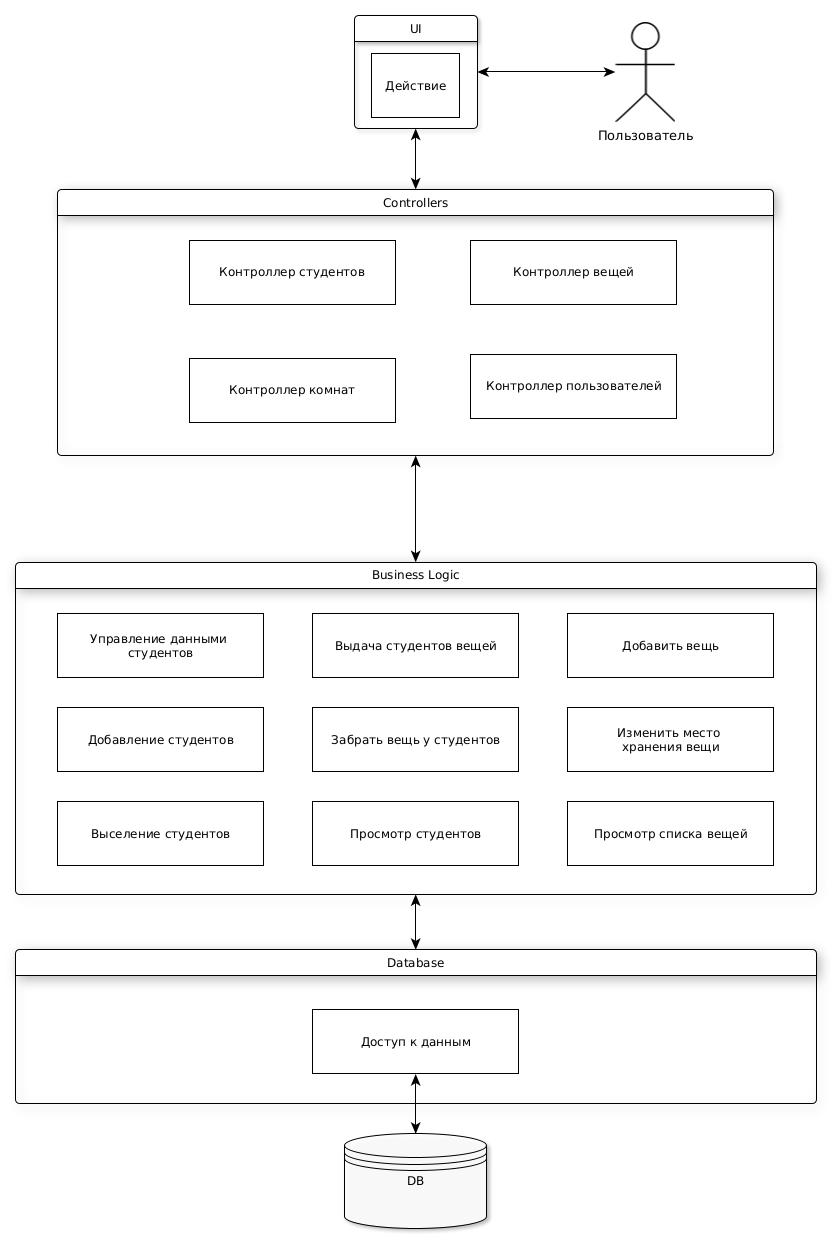 UI
Действие
Пользователь
Controllers
Контроллер студентов
Контроллер вещей
Контроллер комнат
Контроллер пользователей
Business Logic
Управление данными
студентов
Выдача студентов вещей
Добавить вещь
Добавление студентов
Забрать вещь у студентов
Изменить место
хранения вещи
Выселение студентов
Просмотр студентов
Просмотр списка вещей
Database
Доступ к данным
DB